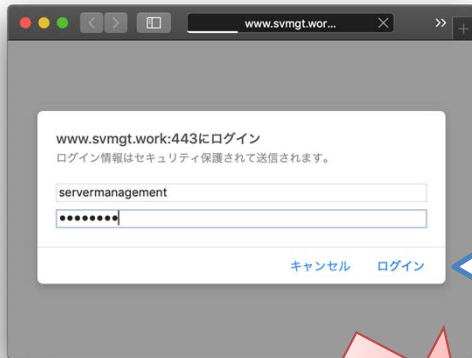 www.svmgt.wor...
www.svmgt.work:443にログイン
ログイン情報はセキュリティ保護されて送信されます。
servermanagement
••••••••
キャンセル ログイン